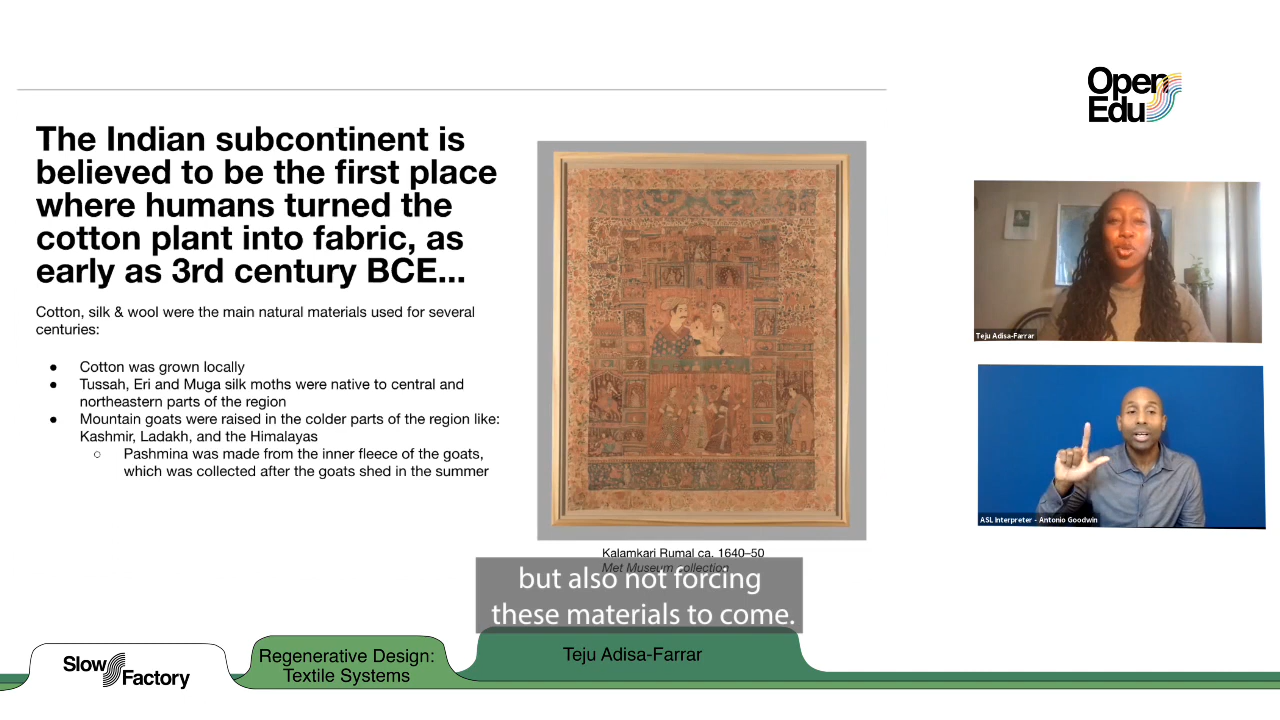 The Indian subcontinent is
believed to be the first place
where humans turned the
cotton plant into fabric, as
early as 3rd century BCE...
Cotton, silk & wool were the main natural materials used for several
centuries:
● Cotton was grown locally
● Tussah, Eri and Muga silk moths were native to central and
northeastern parts of the region
● Mountain goats were raised in the colder parts of the region like:
Kashmir, Ladakh, and the Himalayas
○ Pashmina was made from the inner fleece of the goats,
which was collected after the goats shed in the summer
Kalamkari Rumal ca. 1640–50
Met Museum collection
but also not forcing
these materials to come.
Open
Edu
Teju Adisa-Farrar
ASL Interpreter - Antonio Goodwin
Slow
Factory
Regenerative Design:
Textile Systems
Teju Adisa-Farrar